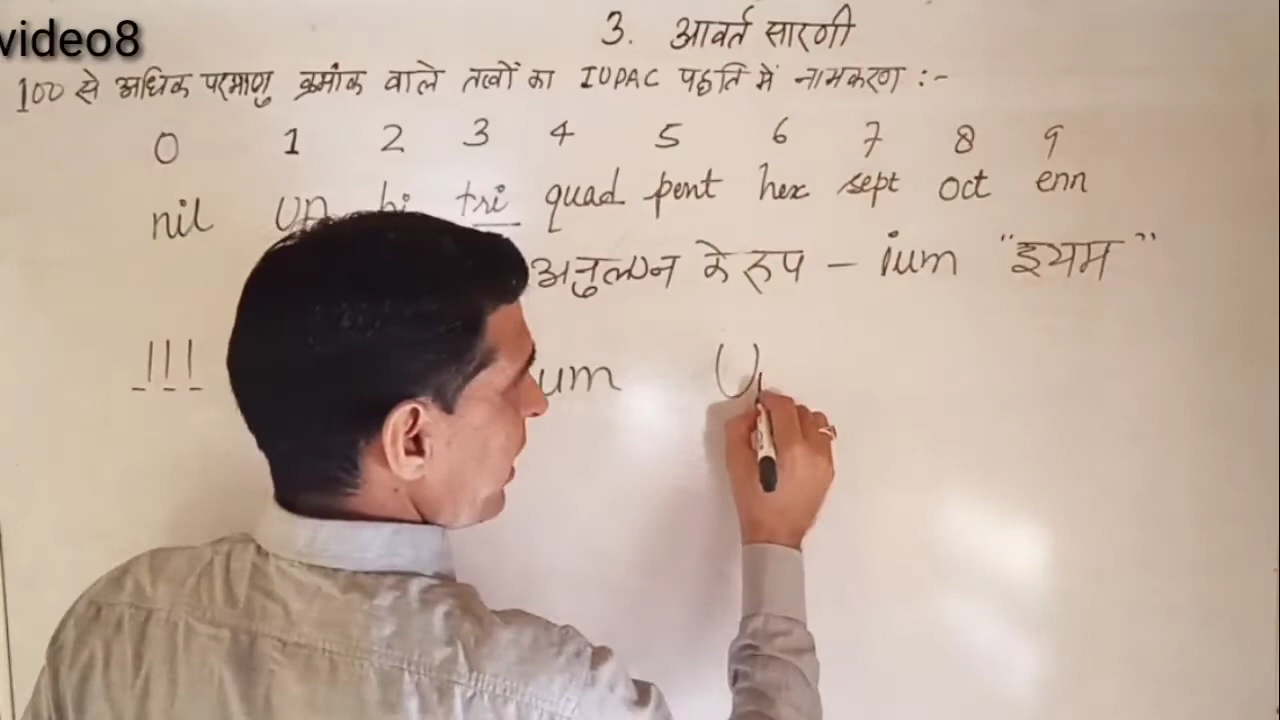 video8
3. आवर्त सारणी
100 से अधिक परमाणु क्रमांक वाले तत्वों का IUPAC पद्धति में नामकरण :-
0 1 2 3 4 5 6 7 8 9
nil un bi tri quad pent hex sept oct enn
अनुलग्न के रूप - ium "इयम"
111 um U